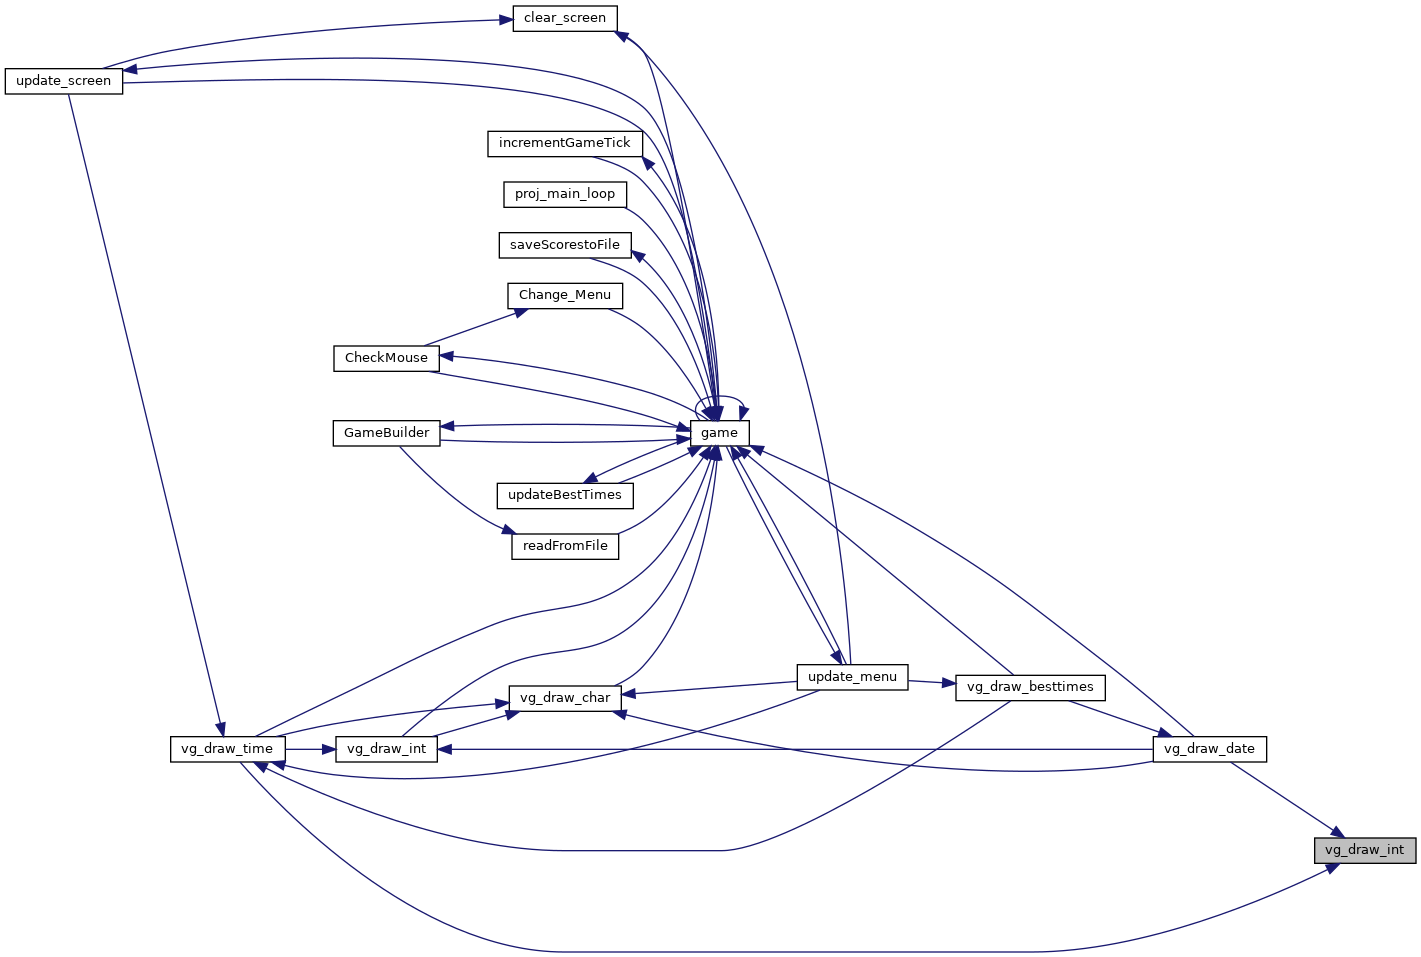 clear_screen
update_screen
incrementGameTick
proj_main_loop
saveScorestoFile
Change_Menu
CheckMouse
GameBuilder
game
updateBestTimes
readFromFile
update_menu
vg_draw_besttimes
vg_draw_char
vg_draw_time
vg_draw_int
vg_draw_date
vg_draw_int